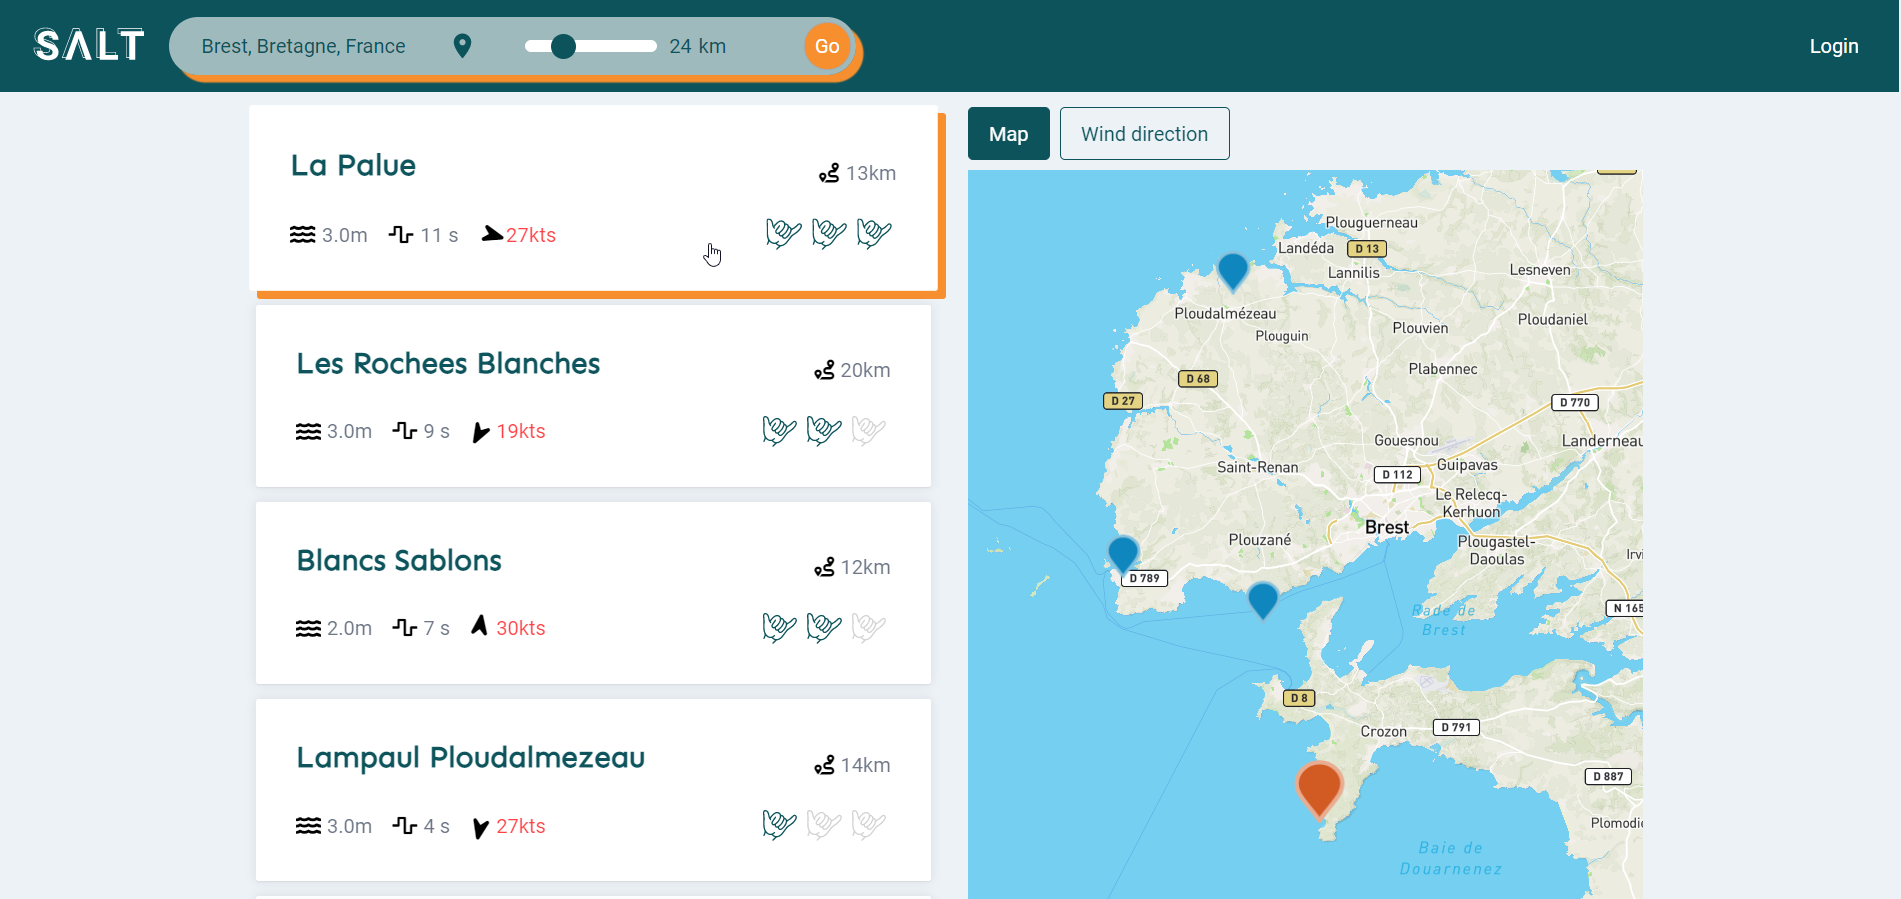 SALT
Brest, Bretagne, France
24 km
Go
Login
La Palue
13km
3.0m 11 s 27kts
Les Rochees Blanches
20km
3.0m 9 s 19kts
Blancs Sablons
12km
2.0m 7 s 30kts
Lampaul Ploudalmezeau
14km
3.0m 4 s 27kts
Map
Wind direction
Plouguerneau
Landéda
D 13
Lannilis
Lesneven
Ploudalmézeau
Plouguin
Plouvien
Ploudaniel
Plabennec
D 68
D 27
D 770
Gouesnou
Landerneau
Saint-Renan
Guipavas
D 112
Le Relecq-
Kerhuon
Brest
Plouzané
Plougastel-
Daoulas
Irvi
D 789
Rade de
Brest
N 165
D 8
Crozon
D 791
D 887
Plomodie
Baie de
Douarnenez